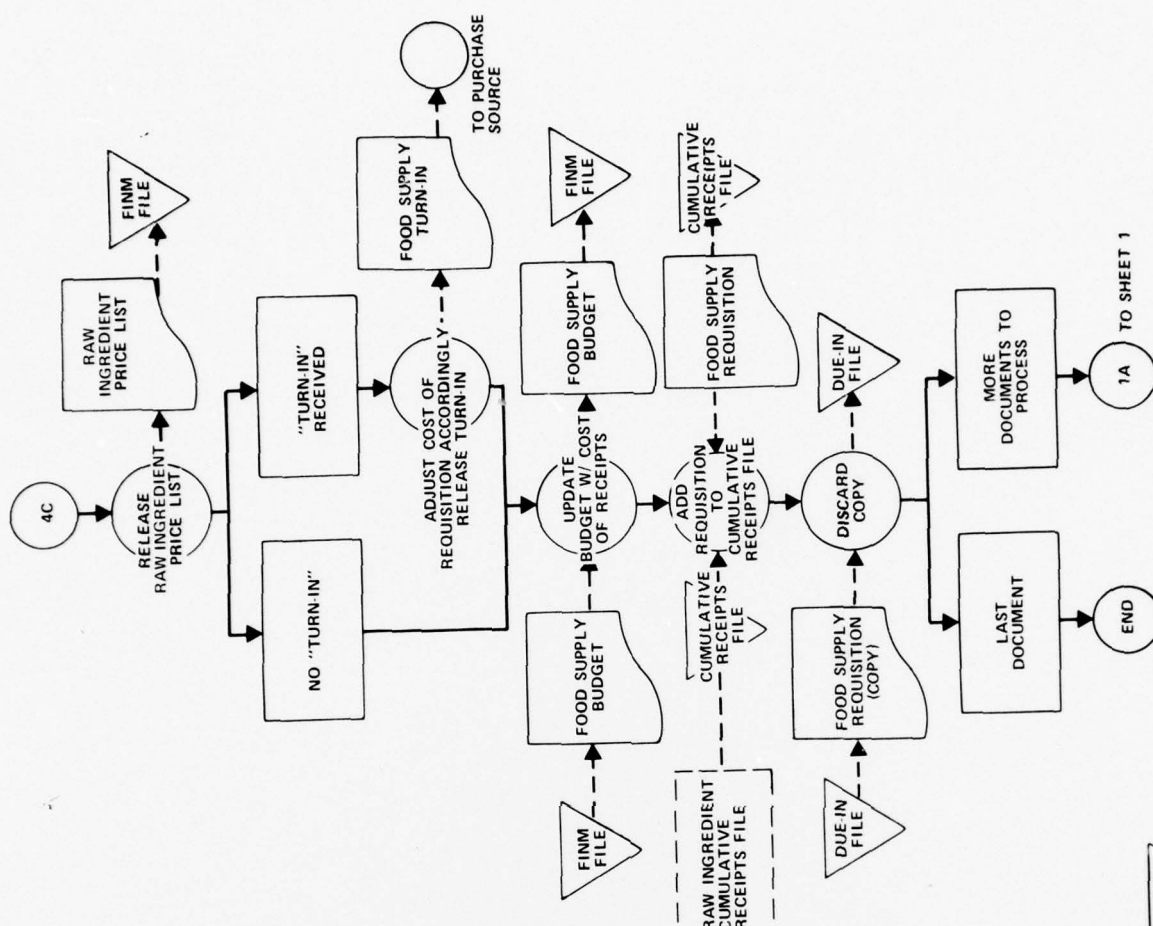 4C
RELEASE
RAW INGREDIENT
PRICE LIST
RAW
INGREDIENT
PRICE LIST
FINM
FILE
NO "TURN-IN"
"TURN-IN"
RECEIVED
ADJUST COST OF
REQUISITION ACCORDINGLY
RELEASE TURN-IN
FOOD SUPPLY
TURN-IN
TO PURCHASE
SOURCE
FINM
FILE
FOOD SUPPLY
BUDGET
UPDATE
BUDGET W/ COST
OF RECEIPTS
FOOD SUPPLY
BUDGET
FINM
FILE
RAW INGREDIENT
CUMULATIVE
RECEIPTS FILE
CUMULATIVE
RECEIPTS
FILE
ADD
REQUISITION
TO
CUMULATIVE
RECEIPTS FILE
FOOD SUPPLY
REQUISITION
CUMULATIVE
RECEIPTS
FILE
DUE-IN
FILE
FOOD SUPPLY
REQUISITION
(COPY)
DISCARD
COPY
DUE-IN
FILE
LAST
DOCUMENT
MORE
DOCUMENTS TO
PROCESS
END
1A
TO SHEET 1